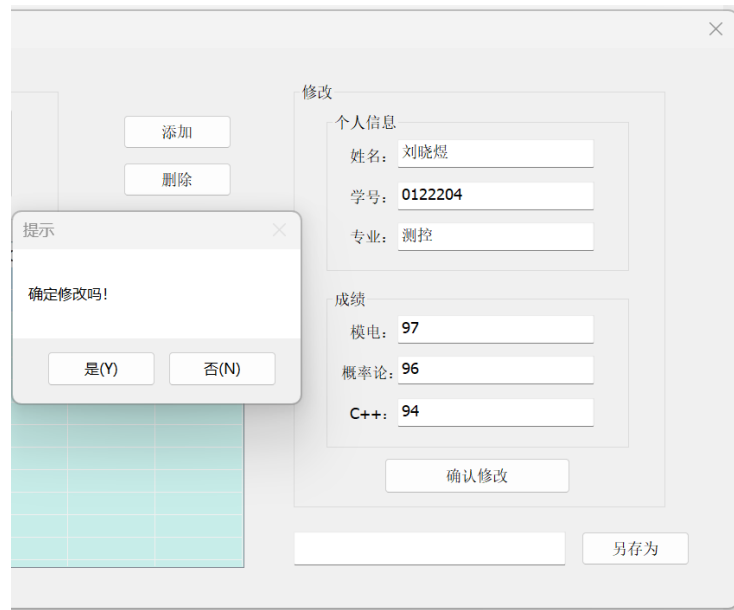 添加
删除
提示
确定修改吗!
是(Y)
否(N)
修改
个人信息
姓名: 刘晓煜
学号: 0122204
专业: 测控
成绩
模电: 97
概率论: 96
C++: 94
确认修改
另存为